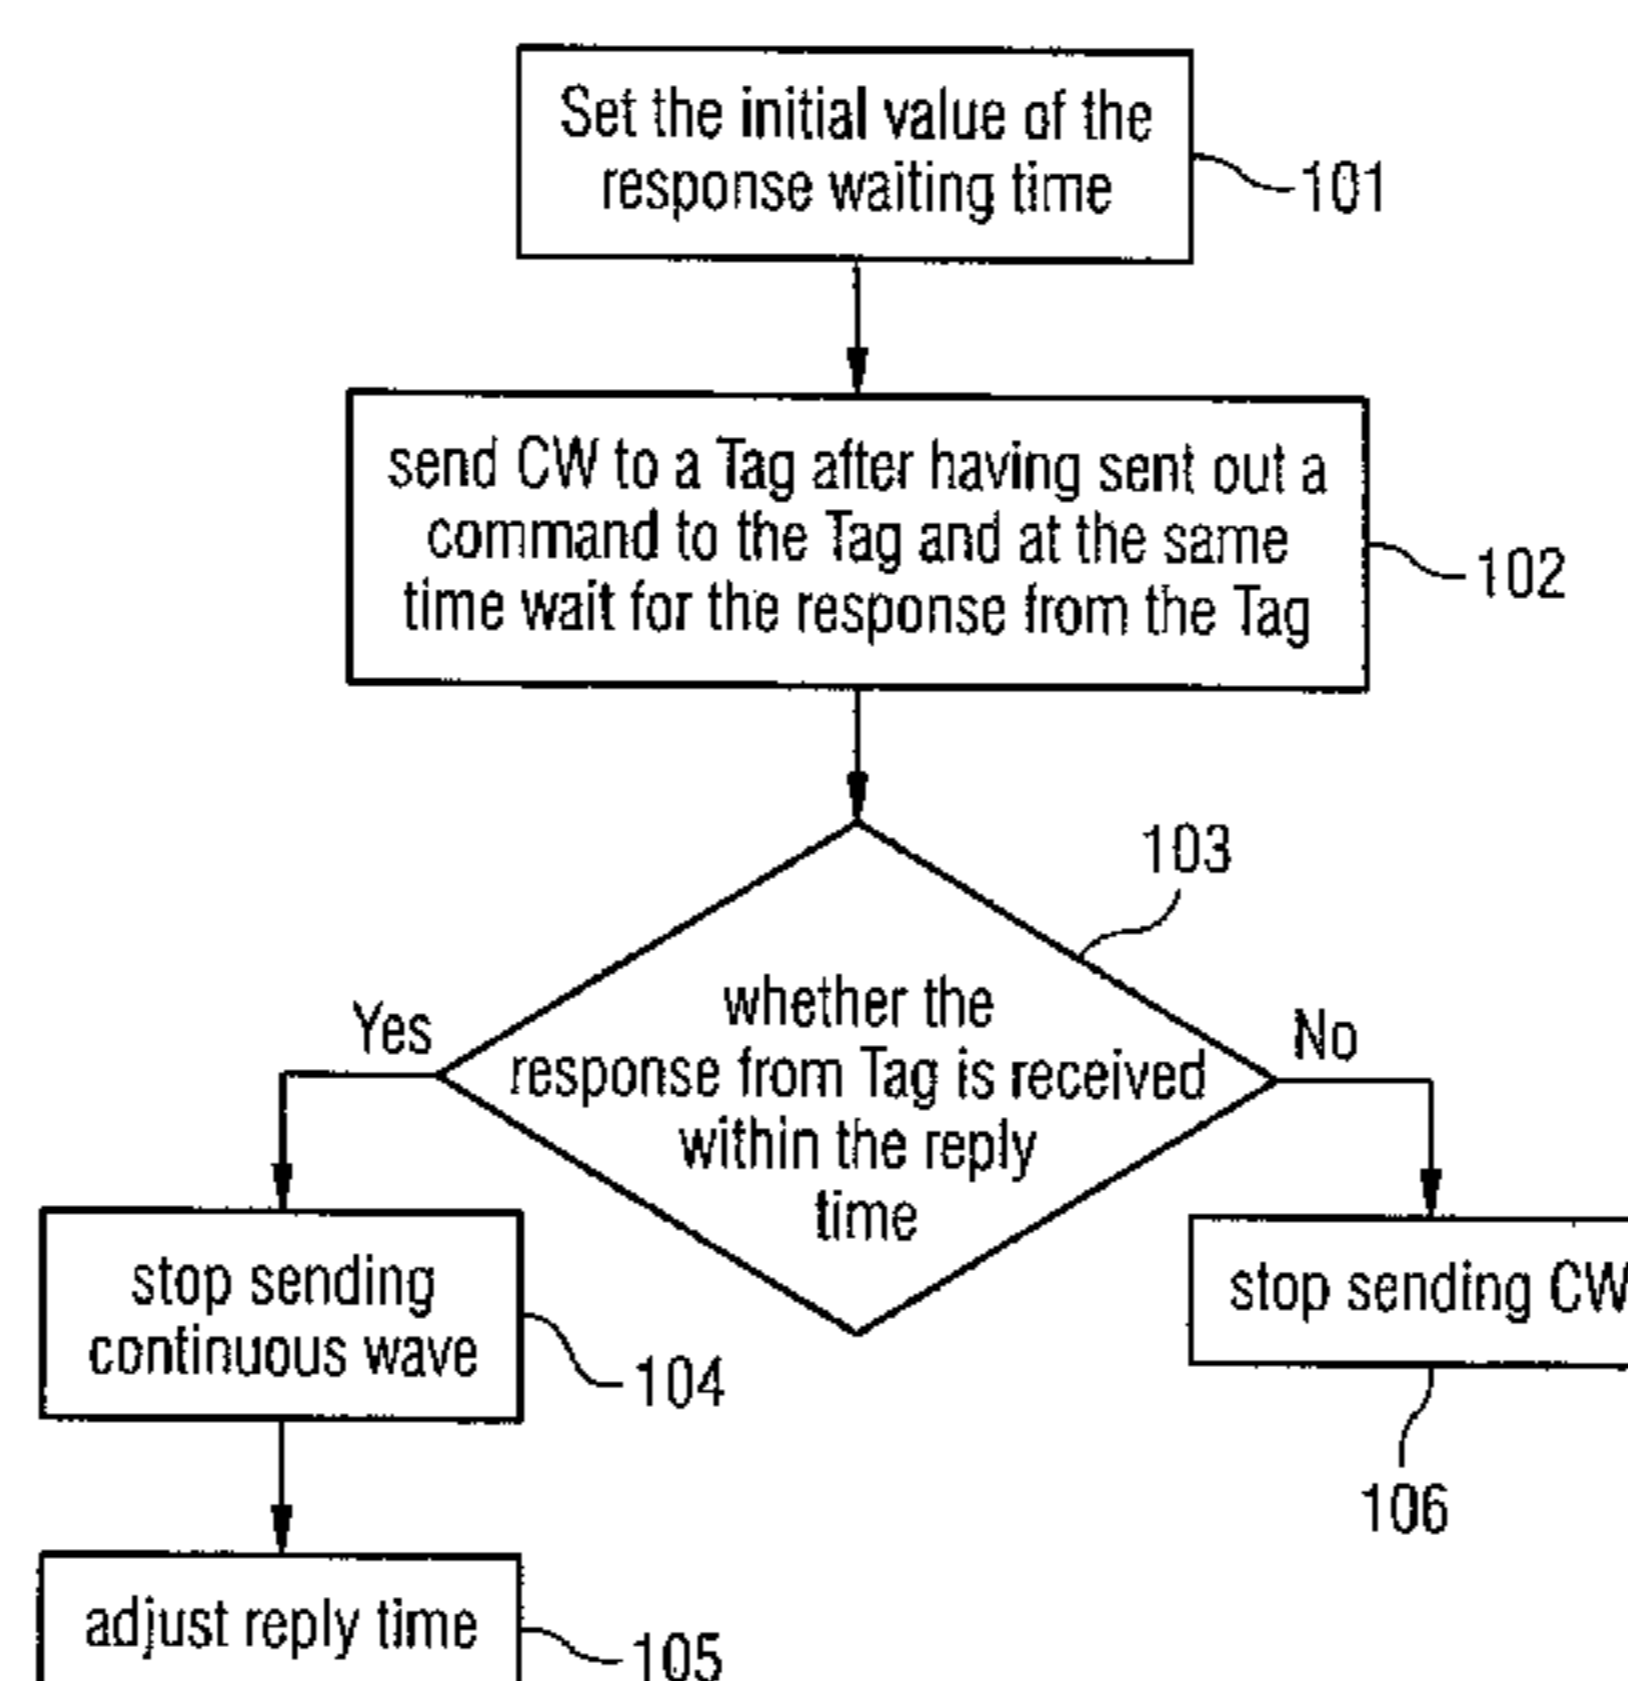 Set the initial value of the
response waiting time
101
send CW to a Tag after having sent out a
command to the Tag and at the same
time wait for the response from the Tag
102
103
whether the
response from Tag is received
within the reply
time
Yes
No
stop sending
continuous wave
104
stop sending CW
106
adjust reply time
105